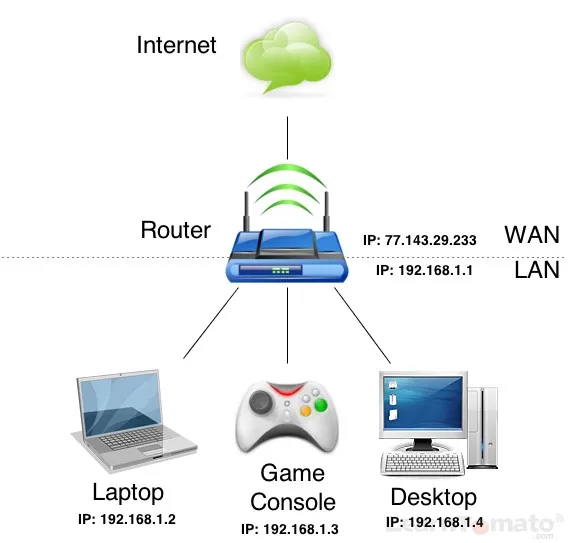 Internet
Router
IP: 77.143.29.233
WAN
IP: 192.168.1.1
LAN
Laptop
IP: 192.168.1.2
Game
Console
IP: 192.168.1.3
Desktop
IP: 192.168.1.4
.com